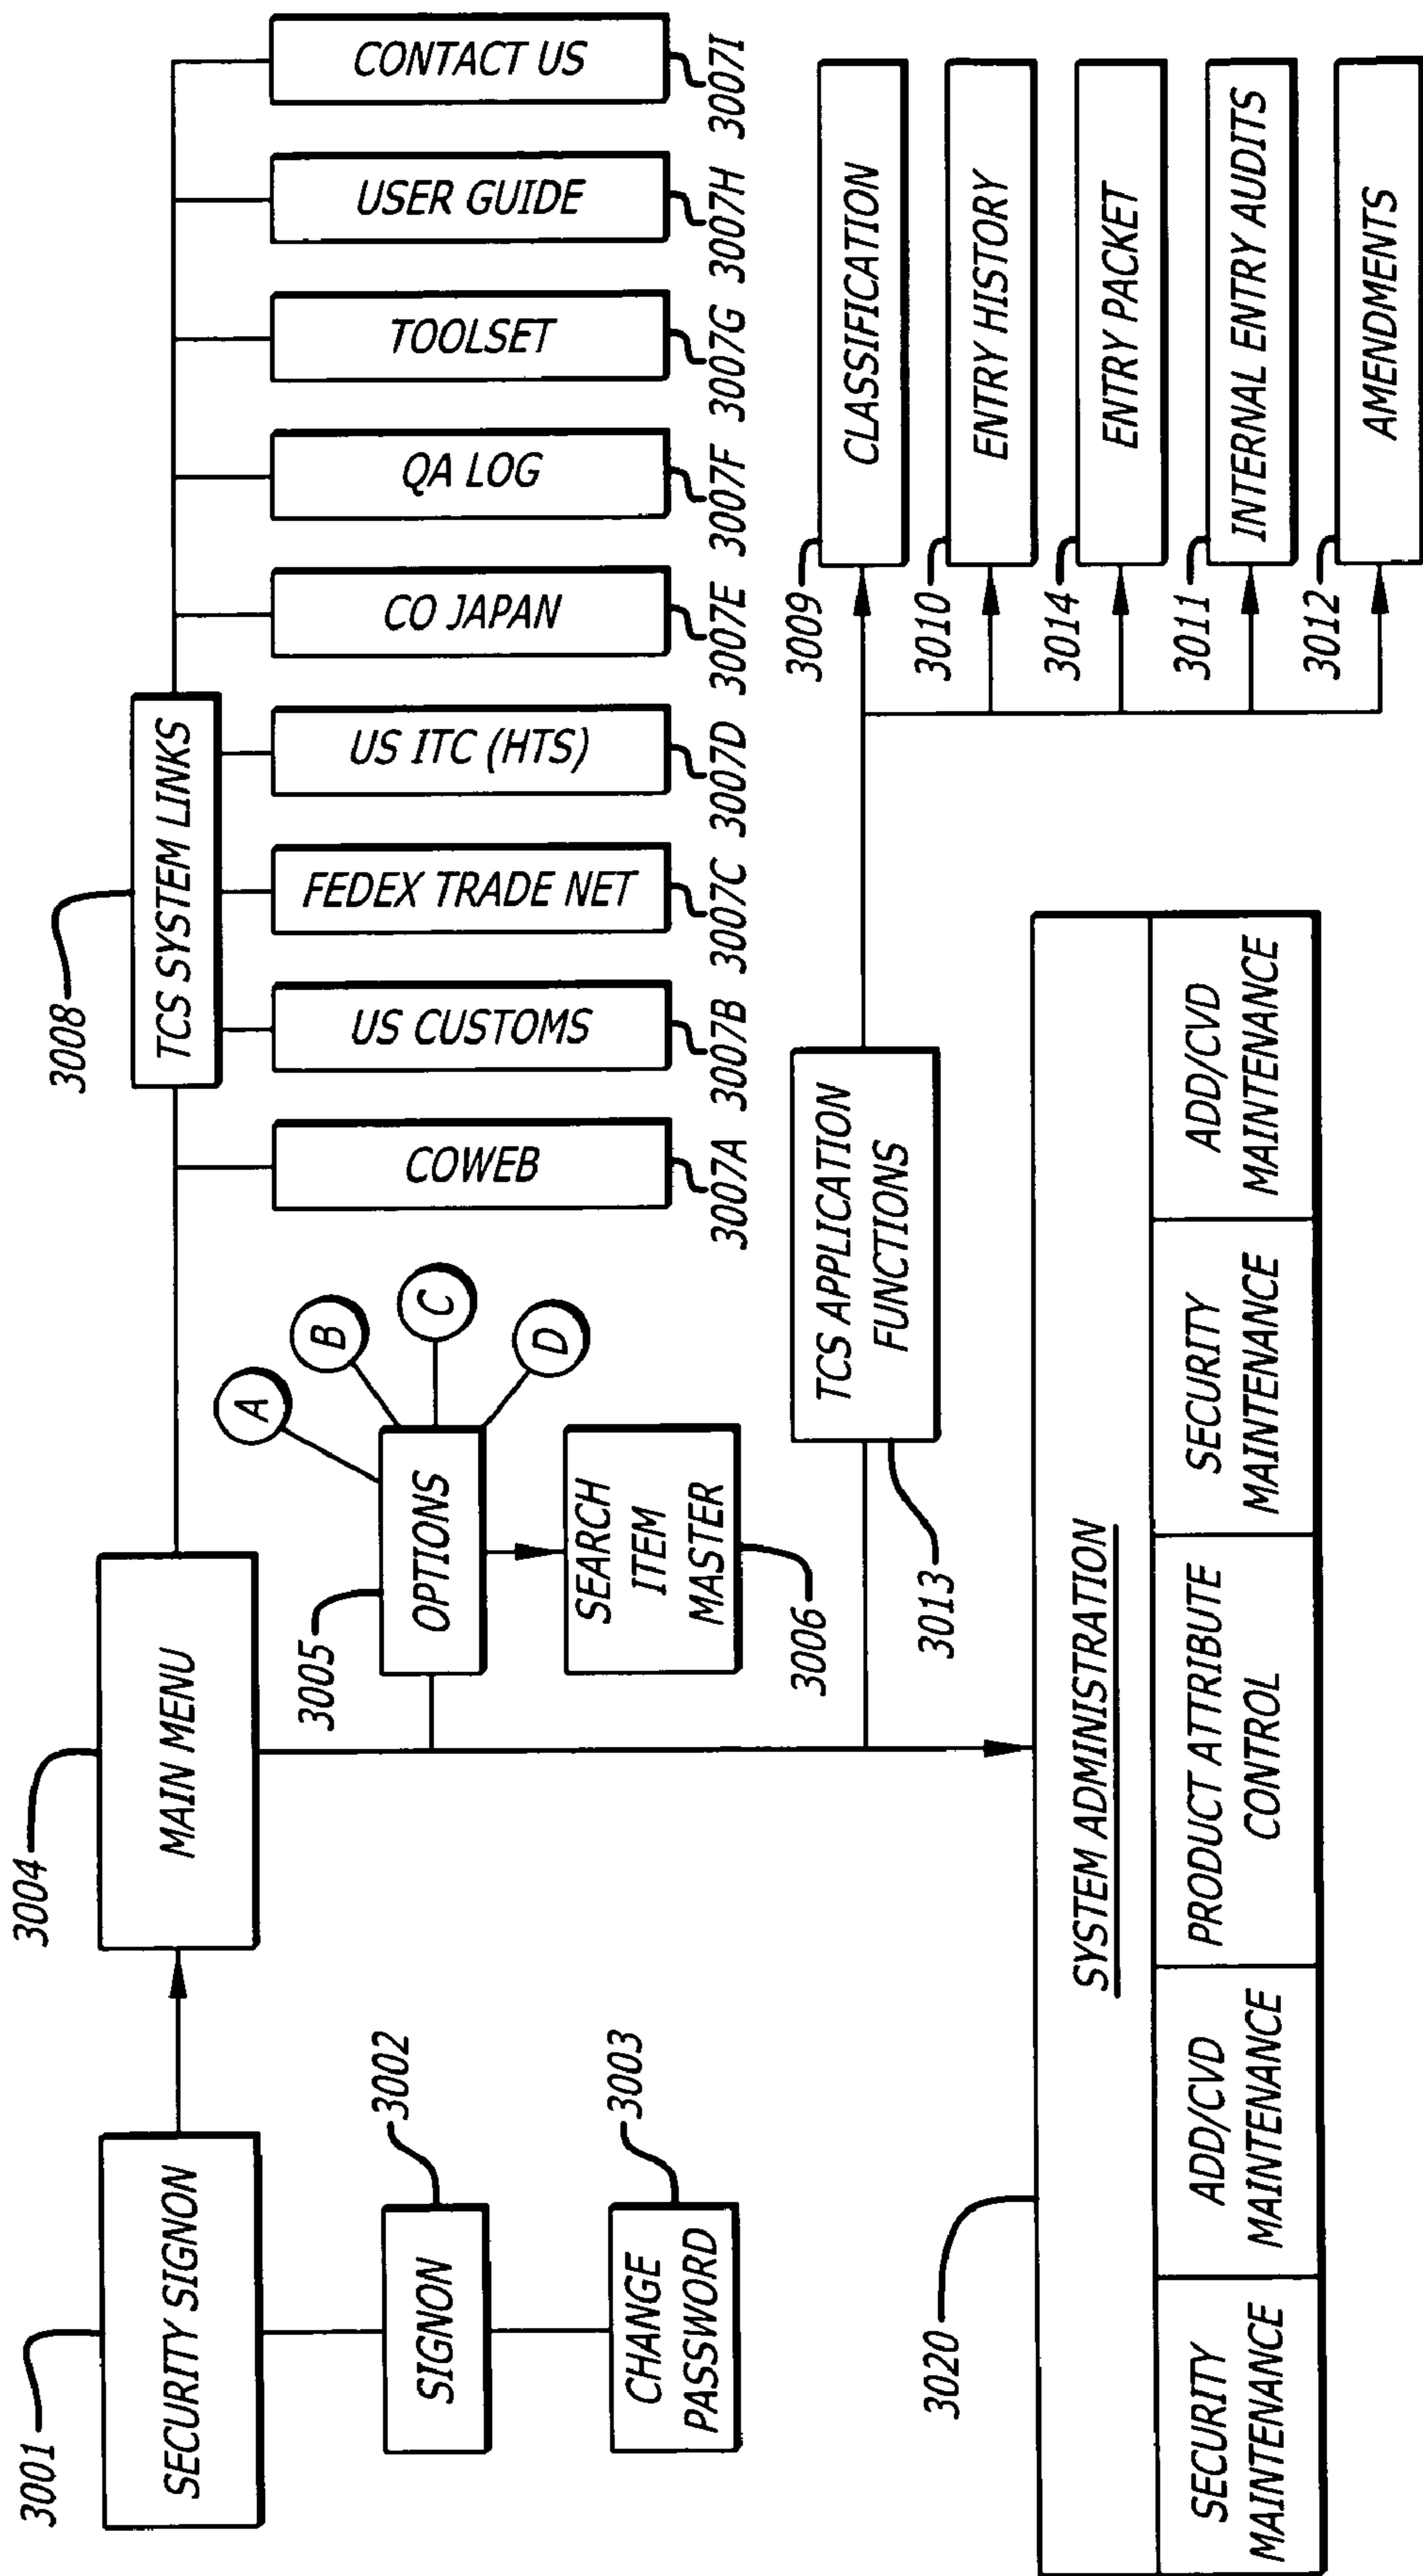 3001
SECURITY SIGNON
3002
SIGNON
3003
CHANGE
PASSWORD
3004
MAIN MENU
3005
OPTIONS
A
B
C
D
SEARCH
ITEM
MASTER
3006
3008
TCS SYSTEM LINKS
COWEB
3007A
US CUSTOMS
3007B
FEDEX TRADE NET
3007C
US ITC (HTS)
3007D
CO JAPAN
3007E
QA LOG
3007F
TOOLSET
3007G
USER GUIDE
3007H
CONTACT US
3007I
TCS APPLICATION
FUNCTIONS
3013
3009
CLASSIFICATION
3010
ENTRY HISTORY
3014
ENTRY PACKET
3011
INTERNAL ENTRY AUDITS
3012
AMENDMENTS
3020
SYSTEM ADMINISTRATION
SECURITY
MAINTENANCE
ADD/CVD
MAINTENANCE
PRODUCT ATTRIBUTE
CONTROL
SECURITY
MAINTENANCE
ADD/CVD
MAINTENANCE